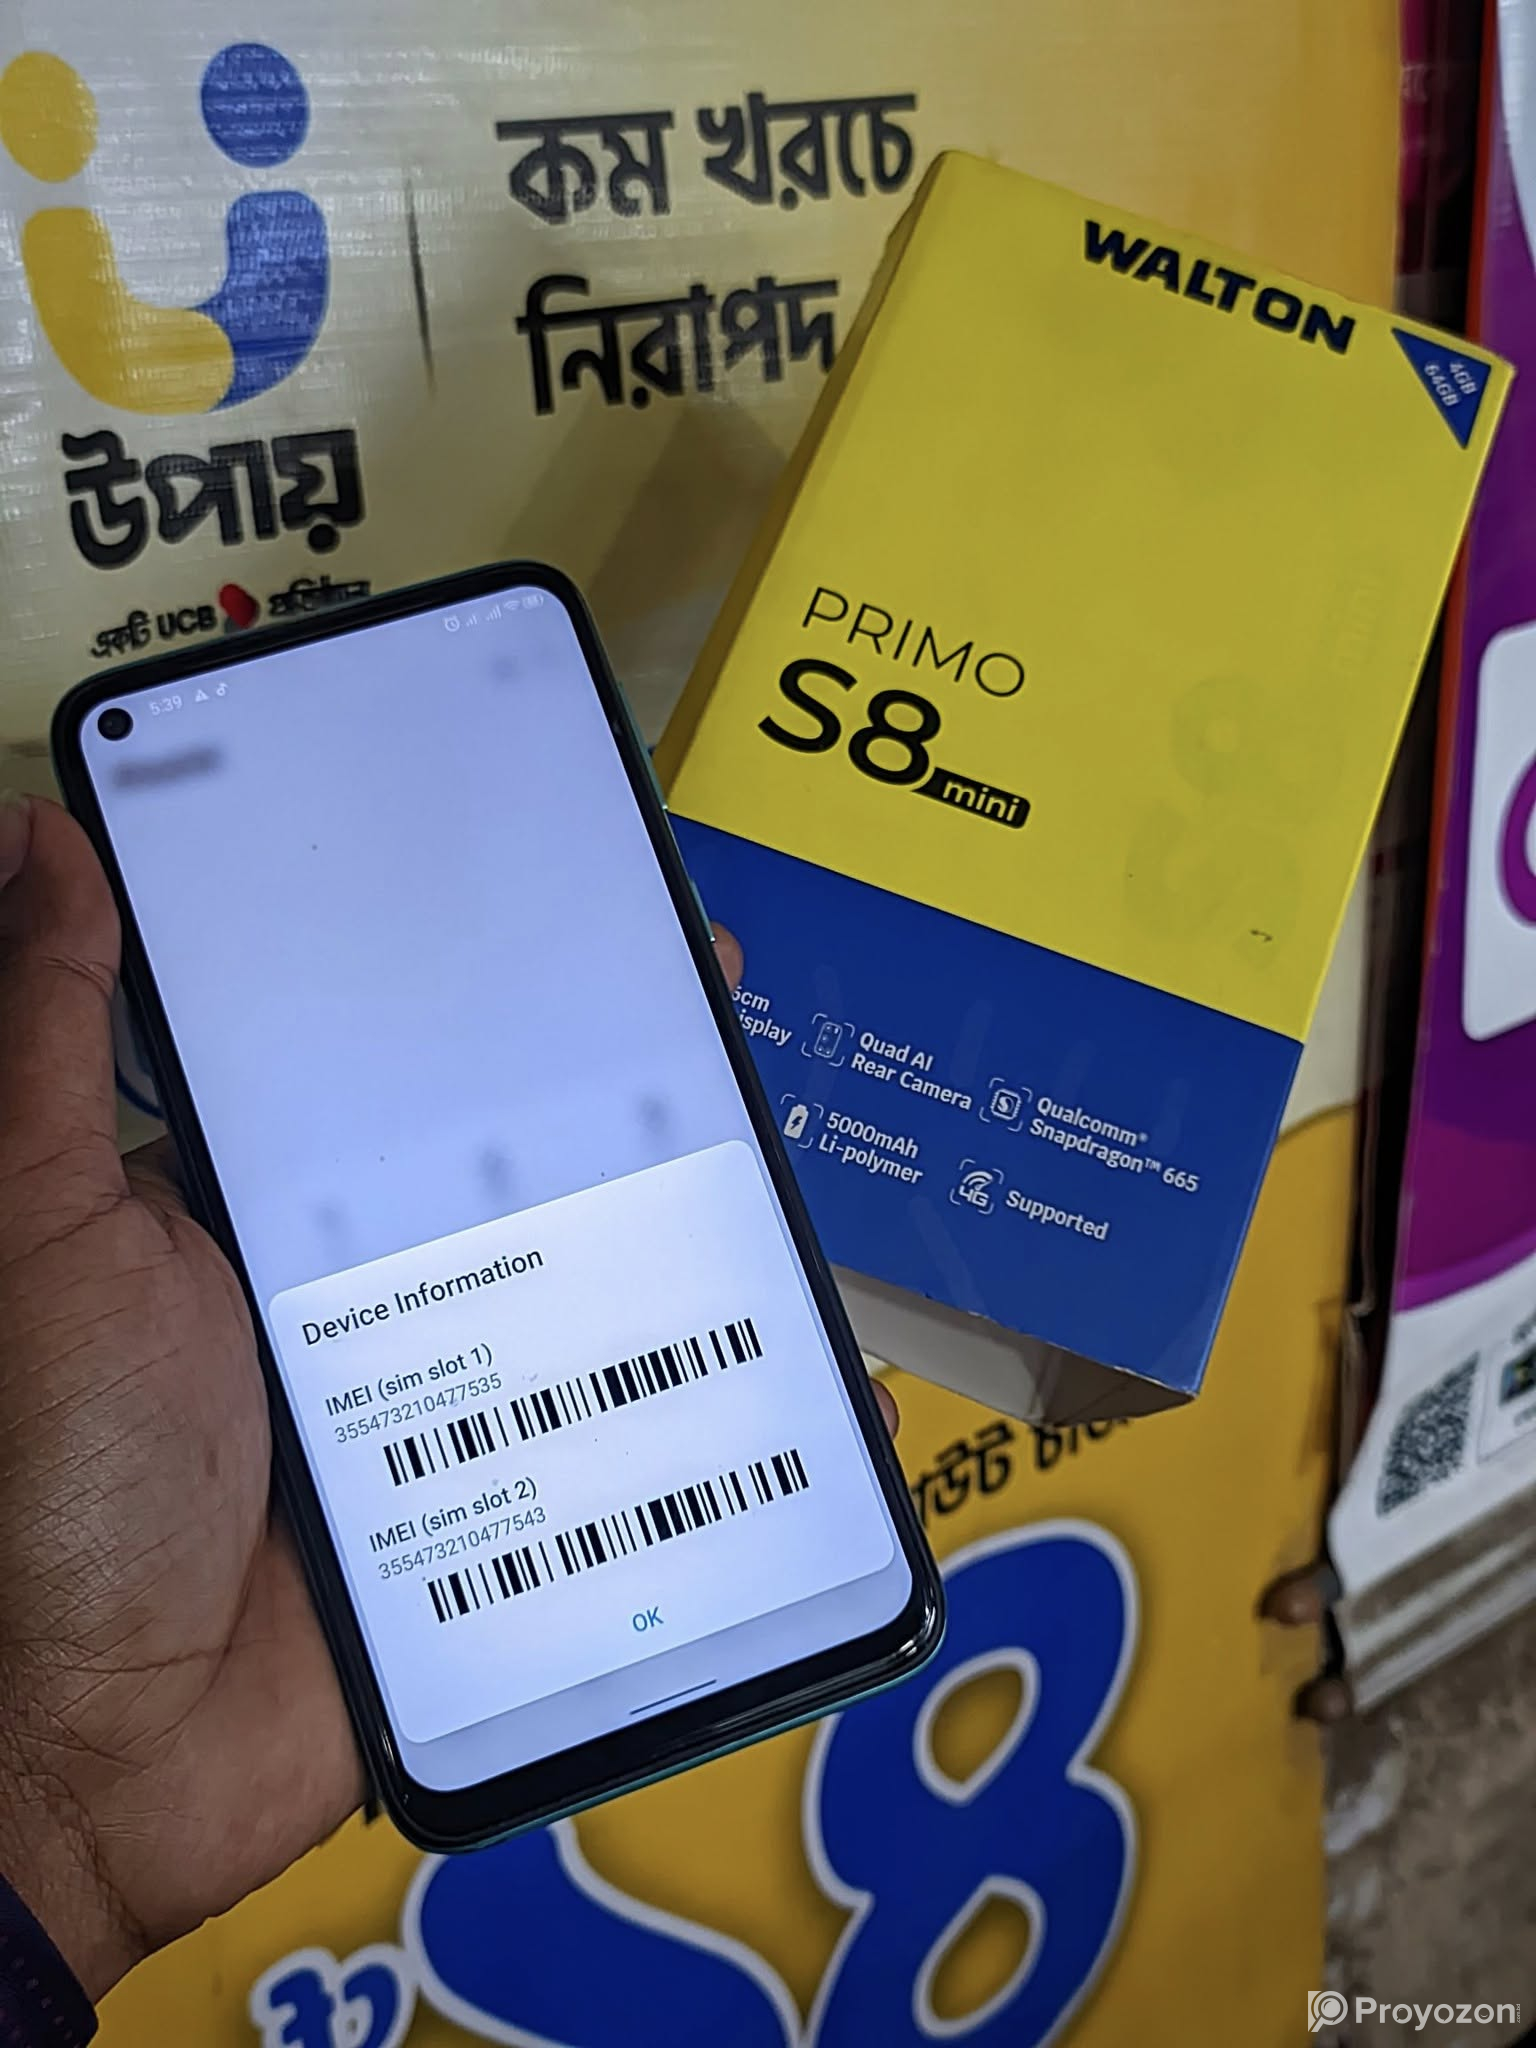 কম খরচে
নিরাপদ
উপায়
একটি UCB প্রতিষ্ঠান
WALTON
4GB
64GB
PRIMO
S8 mini
Quad AI
Rear Camera
Qualcomm®
Snapdragon™ 665
5000mAh
Li-polymer
4G Supported
5:39
Device Information
IMEI (sim slot 1)
355473210477535
IMEI (sim slot 2)
355473210477543
OK
Proyozon